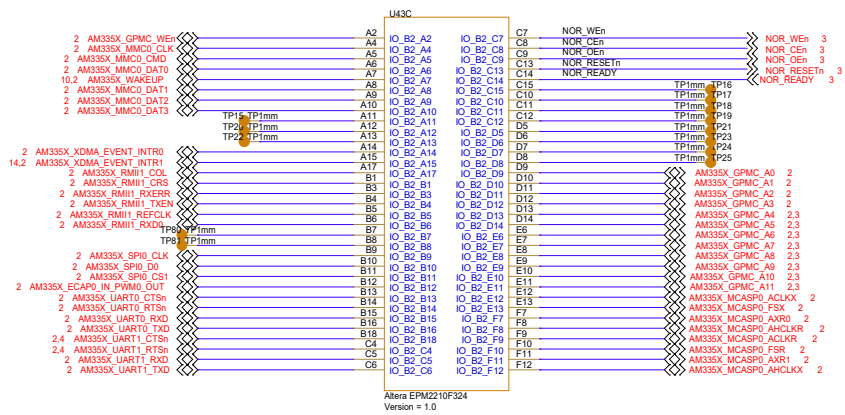 U43C
2 AM335X_GPMC_WEn A2 IO_B2_A2 IO_B2_C7 C7 NOR_WEn NOR_WEn 3
2 AM335X_MMC0_CLK A4 IO_B2_A4 IO_B2_C8 C8 NOR_CEn NOR_CEn 3
2 AM335X_MMC0_CMD A5 IO_B2_A5 IO_B2_C9 C9 NOR_OEn NOR_OEn 3
2 AM335X_MMC0_DAT0 A6 IO_B2_A6 IO_B2_C13 C13 NOR_RESETn NOR_RESETn 3
10,2 AM335X_WAKEUP A7 IO_B2_A7 IO_B2_C14 C14 NOR_READY NOR_READY 3
2 AM335X_MMC0_DAT1 A8 IO_B2_A8 IO_B2_C15 C15 TP1mm TP16
2 AM335X_MMC0_DAT2 A9 IO_B2_A9 IO_B2_C10 C10 TP1mm TP17
2 AM335X_MMC0_DAT3 A10 IO_B2_A10 IO_B2_C11 C11 TP1mm TP18
TP15 TP1mm A11 IO_B2_A11 IO_B2_C12 C12 TP1mm TP19
TP20 TP1mm A12 IO_B2_A12 IO_B2_D5 D5 TP1mm TP21
TP22 TP1mm A13 IO_B2_A13 IO_B2_D6 D6 TP1mm TP23
2 AM335X_XDMA_EVENT_INTR0 A14 IO_B2_A14 IO_B2_D7 D7 TP1mm TP24
14,2 AM335X_XDMA_EVENT_INTR1 A15 IO_B2_A15 IO_B2_D8 D8 TP1mm TP25
2 AM335X_RMII1_COL A17 IO_B2_A17 IO_B2_D9 D9 AM335X_GPMC_A0 2
2 AM335X_RMII1_CRS B1 IO_B2_B1 IO_B2_D10 D10 AM335X_GPMC_A1 2
2 AM335X_RMII1_RXERR B3 IO_B2_B3 IO_B2_D11 D11 AM335X_GPMC_A2 2
2 AM335X_RMII1_TXEN B4 IO_B2_B4 IO_B2_D12 D12 AM335X_GPMC_A3 2
2 AM335X_RMII1_REFCLK B5 IO_B2_B5 IO_B2_D13 D13 AM335X_GPMC_A4 2,3
2 AM335X_RMII1_RXD0 B6 IO_B2_B6 IO_B2_D14 D14 AM335X_GPMC_A5 2,3
TP80 TP1mm B7 IO_B2_B7 IO_B2_E6 E6 AM335X_GPMC_A6 2,3
TP81 TP1mm B8 IO_B2_B8 IO_B2_E7 E7 AM335X_GPMC_A7 2,3
2 AM335X_SPI0_CLK B9 IO_B2_B9 IO_B2_E8 E8 AM335X_GPMC_A8 2,3
2 AM335X_SPI0_D0 B10 IO_B2_B10 IO_B2_E9 E9 AM335X_GPMC_A9 2,3
2 AM335X_SPI0_CS1 B11 IO_B2_B11 IO_B2_E10 E10 AM335X_GPMC_A10 2,3
2 AM335X_ECAP0_IN_PWM0_OUT B12 IO_B2_B12 IO_B2_E11 E11 AM335X_GPMC_A11 2,3
2 AM335X_UART0_CTSn B13 IO_B2_B13 IO_B2_E12 E12 AM335X_MCASP0_ACLKX 2
2 AM335X_UART0_RTSn B14 IO_B2_B14 IO_B2_E13 E13 AM335X_MCASP0_FSX 2
2 AM335X_UART0_RXD B15 IO_B2_B15 IO_B2_F7 F7 AM335X_MCASP0_AXR0 2
2 AM335X_UART0_TXD B16 IO_B2_B16 IO_B2_F8 F8 AM335X_MCASP0_AHCLKR 2
2,4 AM335X_UART1_CTSn B18 IO_B2_B18 IO_B2_F9 F9 AM335X_MCASP0_ACLKR 2
2,4 AM335X_UART1_RTSn C4 IO_B2_C4 IO_B2_F10 F10 AM335X_MCASP0_FSR 2
2 AM335X_UART1_RXD C5 IO_B2_C5 IO_B2_F11 F11 AM335X_MCASP0_AXR1 2
2 AM335X_UART1_TXD C6 IO_B2_C6 IO_B2_F12 F12 AM335X_MCASP0_AHCLKX 2
Altera EPM2210F324
Version = 1.0